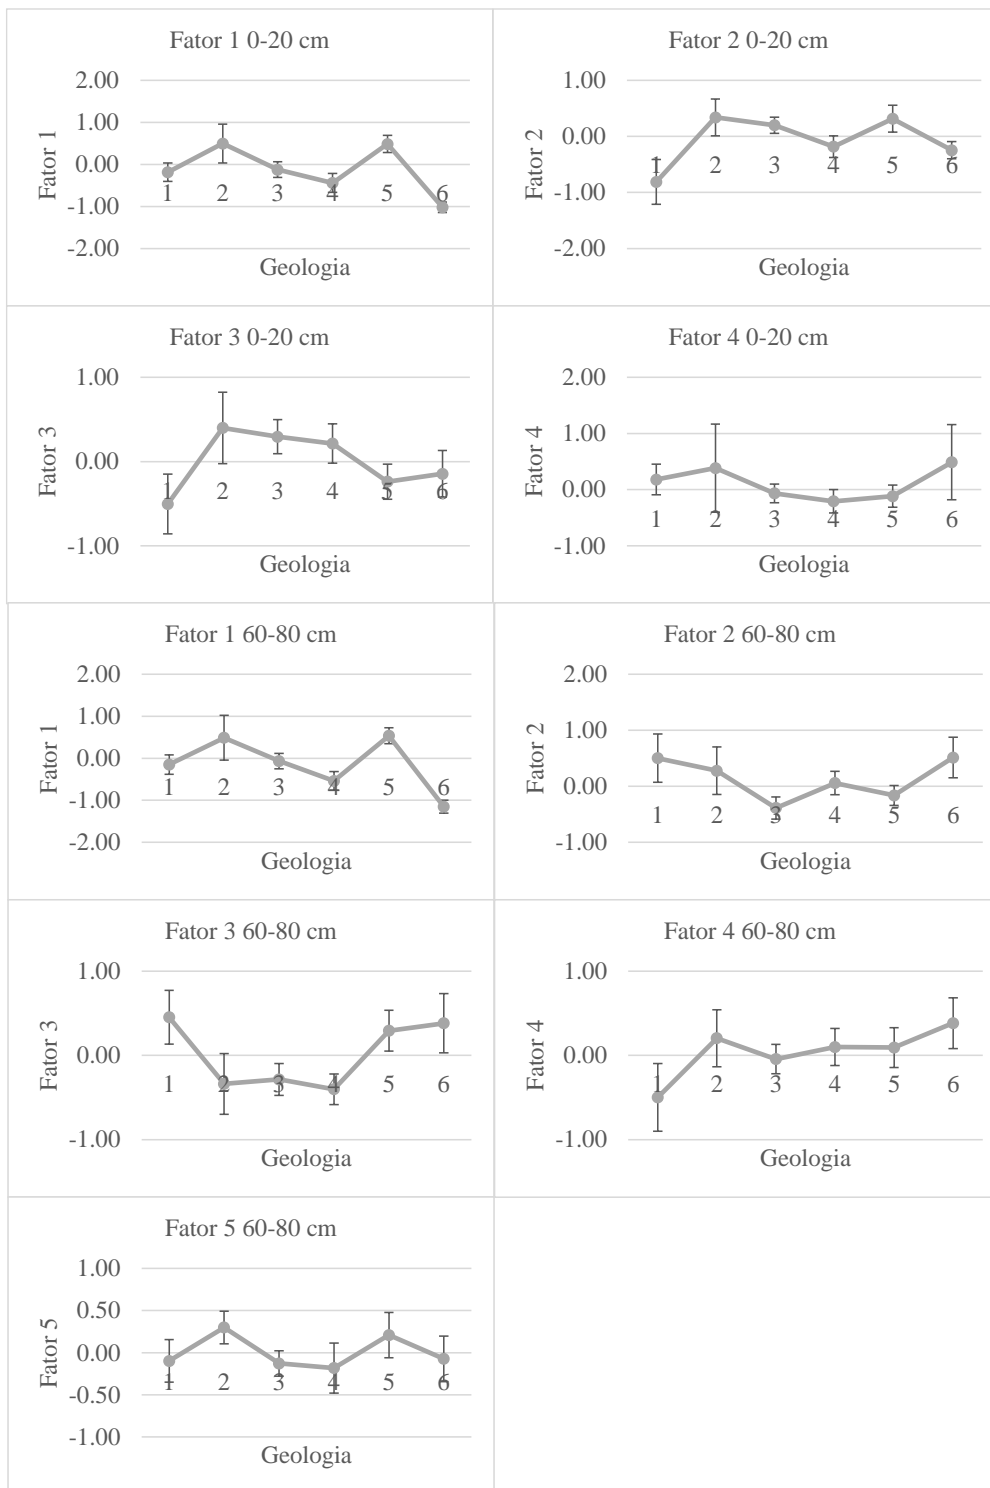 Fator 1 0-20 cm
2.00
1.00
0.00
-1.00
-2.00
Fator 1
1 2 3 4 5 6
Geologia
Fator 2 0-20 cm
1.00
0.00
-1.00
-2.00
Fator 2
1 2 3 4 5 6
Geologia
Fator 3 0-20 cm
1.00
0.00
-1.00
Fator 3
1 2 3 4 5 6
Geologia
Fator 4 0-20 cm
2.00
1.00
0.00
-1.00
Fator 4
1 2 3 4 5 6
Geologia
Fator 1 60-80 cm
2.00
1.00
0.00
-1.00
-2.00
Fator 1
1 2 3 4 5 6
Geologia
Fator 2 60-80 cm
2.00
1.00
0.00
-1.00
Fator 2
1 2 3 4 5 6
Geologia
Fator 3 60-80 cm
1.00
0.00
-1.00
Fator 3
1 2 3 4 5 6
Geologia
Fator 4 60-80 cm
1.00
0.00
-1.00
Fator 4
1 2 3 4 5 6
Geologia
Fator 5 60-80 cm
1.00
0.50
0.00
-0.50
-1.00
Fator 5
1 2 3 4 5 6
Geologia